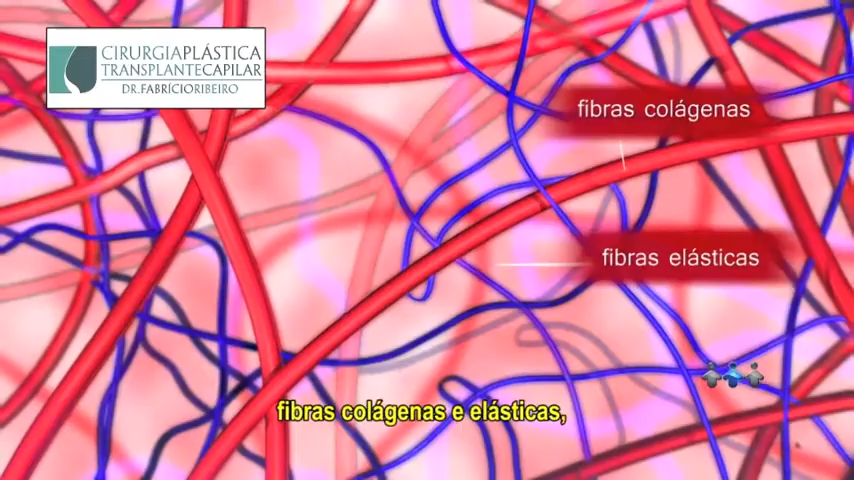 CIRURGIAPLÁSTICA
TRANSPLANTECAPILAR
DR.FABRÍCIORIBEIRO
fibras colágenas
fibras elásticas
fibras colágenas e elásticas,